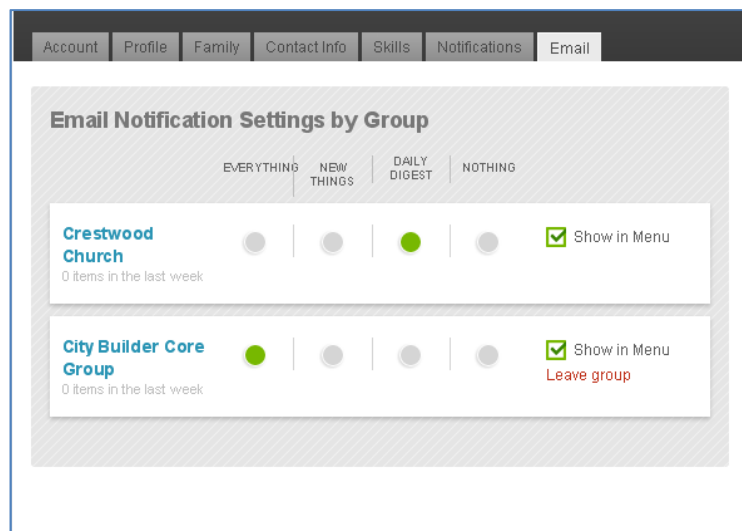 Account Profile Family Contact Info Skills Notifications Email
Email Notification Settings by Group
EVERYTHING NEW THINGS DAILY DIGEST NOTHING
Crestwood Church
0 items in the last week
Show in Menu
City Builder Core Group
0 items in the last week
Show in Menu
Leave group